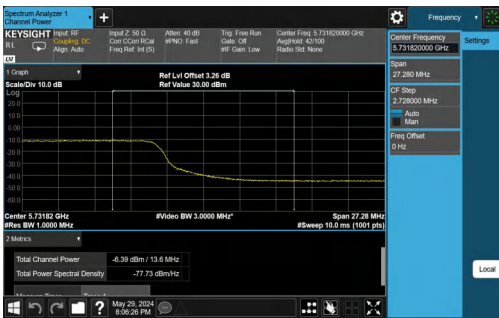 Spectrum Analyzer 1
Channel Power
Frequency
KEYSIGHT
Input: RF
Coupling: DC
Align: Auto
Input Z: 50 Ω
Corr CCorr RCal
Freq Ref: Int (S)
Atten: 40 dB
#PNO: Fast
Trig: Free Run
Gate: Off
#IF Gain: Low
Center Freq: 5.731820000 GHz
Avg|Hold: 42/100
Radio Std: None
RL
LXI
Center Frequency
5.731820000 GHz
Settings
Span
27.280 MHz
CF Step
2.728000 MHz
Auto
Man
Freq Offset
0 Hz
Local
1 Graph
Scale/Div 10.0 dB
Ref Lvl Offset 3.26 dB
Ref Value 30.00 dBm
Log
20.0
10.0
0.00
-10.0
-20.0
-30.0
-40.0
-50.0
-60.0
Center 5.73182 GHz
#Video BW 3.0000 MHz*
Span 27.28 MHz
#Res BW 1.0000 MHz
#Sweep 10.0 ms (1001 pts)
2 Metrics
Total Channel Power -6.39 dBm / 13.6 MHz
Total Power Spectral Density -77.73 dBm/Hz
?
May 29, 2024
8:06:26 PM